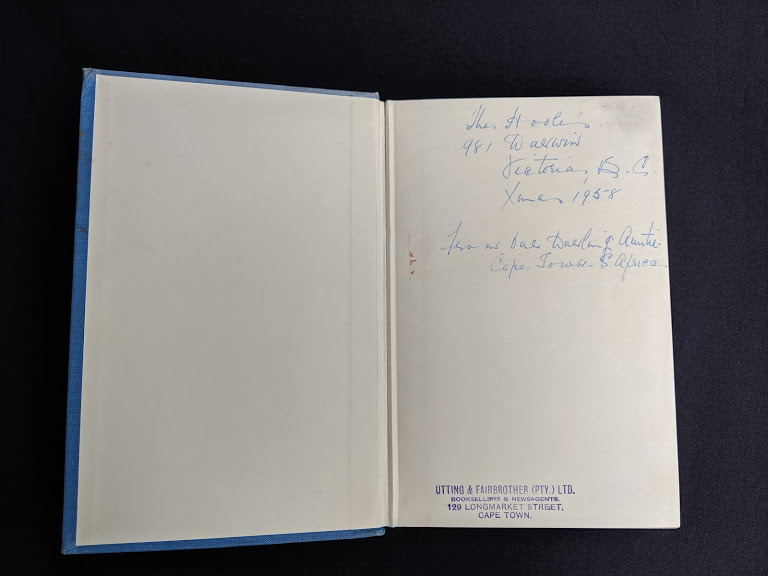 The Hooles
981 Darwin
Victoria, B.C.
Xmas 1958.
From our Darling Auntie.
Cape Town - S. Africa.
UTTING & FAIRBROTHER (PTY.) LTD.
BOOKSELLERS & NEWSAGENTS.
129 LONGMARKET STREET,
CAPE TOWN.